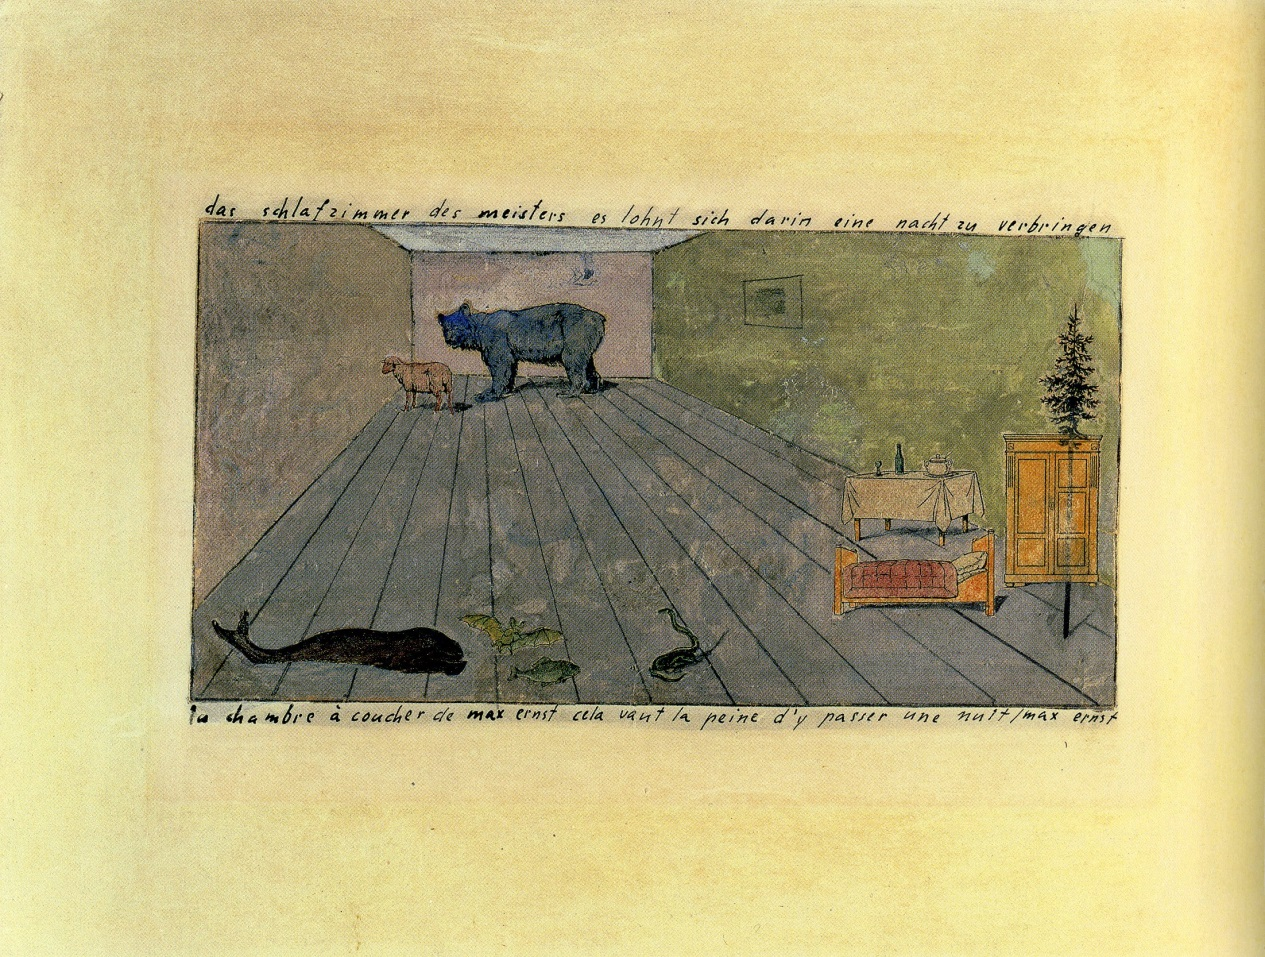 das schlafzimmer des meisters es lohnt sich darin eine nacht zu verbringen
la chambre à coucher de max ernst cela vaut la peine d'y passer une nuit/max ernst